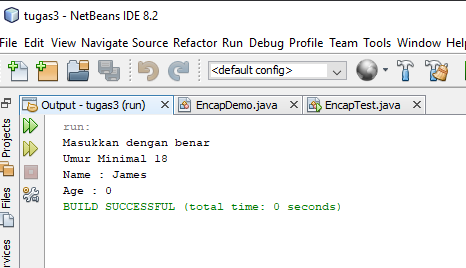 tugas3 - NetBeans IDE 8.2
File Edit View Navigate Source Refactor Run Debug Profile Team Tools Window
<default config>
Output - tugas3 (run) EncapDemo.java EncapTest.java
run:
Masukkan dengan benar
Umur Minimal 18
Name : James
Age : 0
BUILD SUCCESSFUL (total time: 0 seconds)
Projects
Files